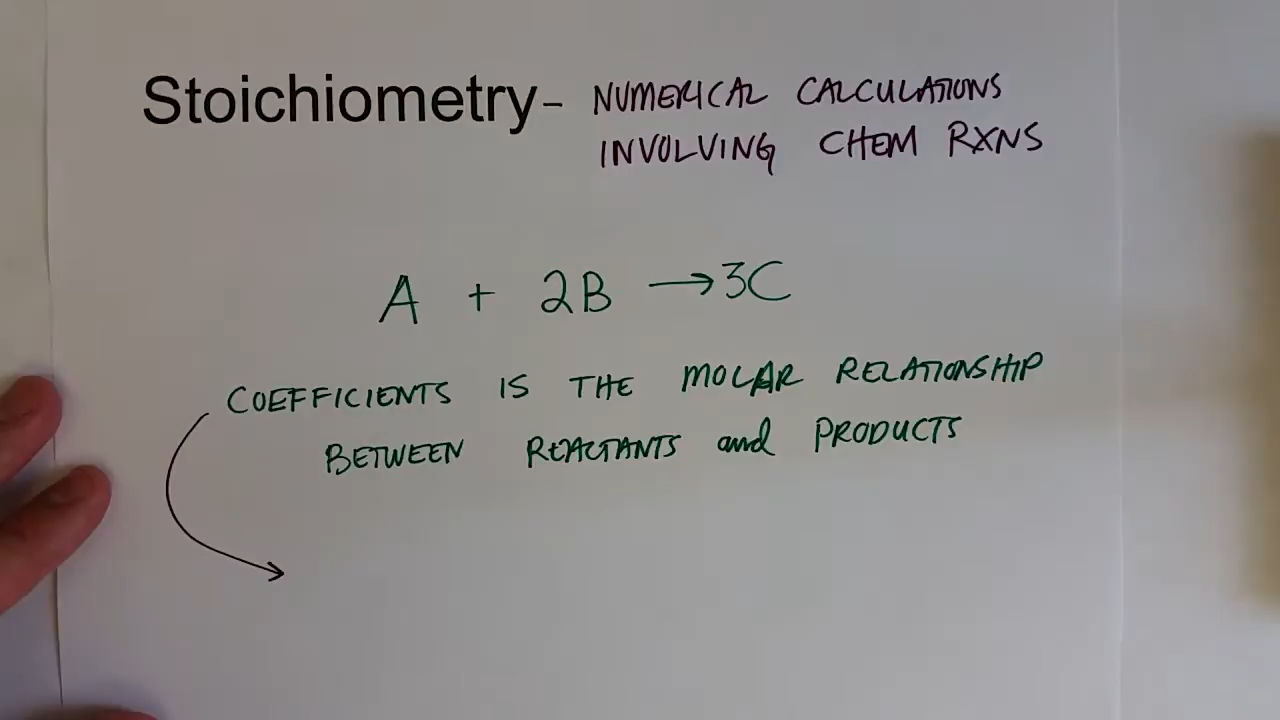 Stoichiometry- NUMERICAL CALCULATIONS
INVOLVING CHEM RXNS
A + 2B → 3C
COEFFICIENTS IS THE MOLAR RELATIONSHIP
BETWEEN REACTANTS and PRODUCTS